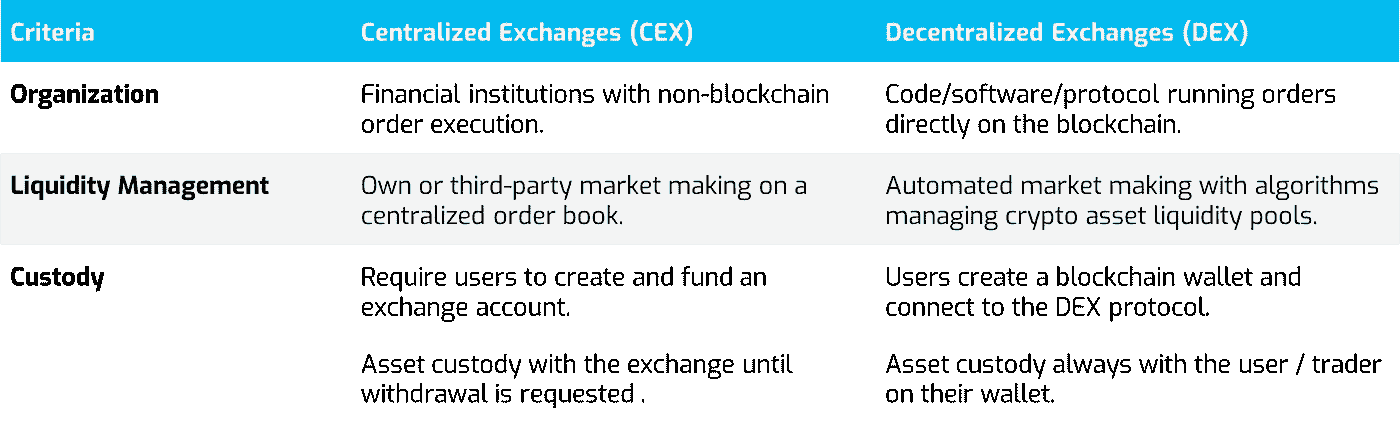 Criteria
Centralized Exchanges (CEX)
Decentralized Exchanges (DEX)
Organization
Financial institutions with non-blockchain
order execution.
Code/software/protocol running orders
directly on the blockchain.
Liquidity Management
Own or third-party market making on a
centralized order book.
Automated market making with algorithms
managing crypto asset liquidity pools.
Custody
Require users to create and fund an
exchange account.
Asset custody with the exchange until
withdrawal is requested .
Users create a blockchain wallet and
connect to the DEX protocol.
Asset custody always with the user / trader
on their wallet.